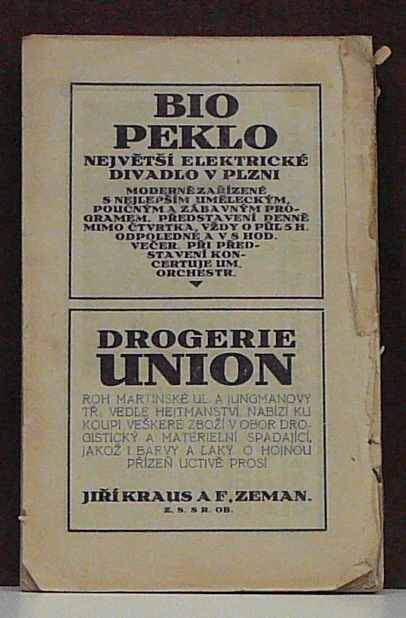 BIO
PEKLO
NEJVĚTŠÍ ELEKTRICKÉ
DIVADLO V PLZNI
MODERNĚ ZAŘÍZENÉ
S NEJLEPŠÍM UMĚLECKÝM,
POUČNÝM A ZÁBAVNÝM PRO-
GRAMEM. PŘEDSTAVENÍ DENNĚ
MIMO ČTVRTKA, VŽDY O PŮL 5 H.
ODPOLEDNE A V 8 HOD.
VEČER. PŘI PŘED-
STAVENÍ KON-
CERTUJE UM.
ORCHESTR.
DROGERIE
UNION
ROH MARTINSKÉ UL. A JUNGMANOVY
TŘ. VEDLE HEJTMANSTVÍ, NABÍZÍ KU
KOUPI VEŠKERÉ ZBOŽÍ V OBOR DRO-
GISTICKÝ A MATERIELNÍ SPADAJÍCÍ,
JAKOŽ I BARVY A LAKY. O HOJNOU
PŘÍZEŇ UCTIVĚ PROSÍ
JIŘÍ KRAUS A F. ZEMAN.
Z. S. S R. OB.